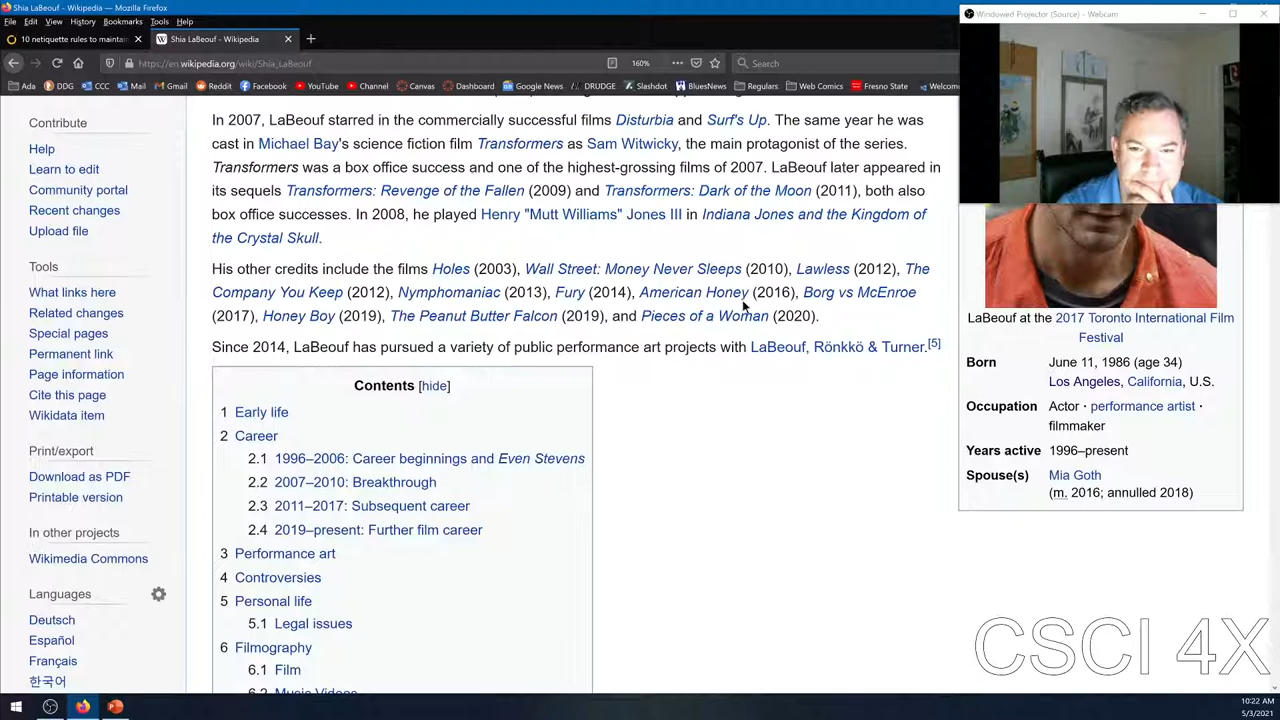 Shia LaBeouf - Wikipedia — Mozilla Firefox
File Edit View History Bookmarks Tools Help
10 netiquette rules to maintain
Shia LaBeouf - Wikipedia
https://en.wikipedia.org/wiki/Shia_LaBeouf
160%
Search
Ada DDG CCC Mail Gmail Reddit Facebook YouTube Channel Canvas Dashboard Google News DRUDGE Slashdot BluesNews Regulars Web Comics Fresno State Welcome
Windowed Projector (Source) - Webcam
Contribute
Help
Learn to edit
Community portal
Recent changes
Upload file
Tools
What links here
Related changes
Special pages
Permanent link
Page information
Cite this page
Wikidata item
Print/export
Download as PDF
Printable version
In other projects
Wikimedia Commons
Languages
Deutsch
Español
Français
한국어
In 2007, LaBeouf starred in the commercially successful films Disturbia and Surf's Up. The same year he was
cast in Michael Bay's science fiction film Transformers as Sam Witwicky, the main protagonist of the series.
Transformers was a box office success and one of the highest-grossing films of 2007. LaBeouf later appeared in
its sequels Transformers: Revenge of the Fallen (2009) and Transformers: Dark of the Moon (2011), both also
box office successes. In 2008, he played Henry "Mutt Williams" Jones III in Indiana Jones and the Kingdom of
the Crystal Skull.
His other credits include the films Holes (2003), Wall Street: Money Never Sleeps (2010), Lawless (2012), The
Company You Keep (2012), Nymphomaniac (2013), Fury (2014), American Honey (2016), Borg vs McEnroe
(2017), Honey Boy (2019), The Peanut Butter Falcon (2019), and Pieces of a Woman (2020).
Since 2014, LaBeouf has pursued a variety of public performance art projects with LaBeouf, Rönkkö & Turner.[5]
Contents [hide]
1 Early life
2 Career
2.1 1996–2006: Career beginnings and Even Stevens
2.2 2007–2010: Breakthrough
2.3 2011–2017: Subsequent career
2.4 2019–present: Further film career
3 Performance art
4 Controversies
5 Personal life
5.1 Legal issues
6 Filmography
6.1 Film
6.2 Music Videos
LaBeouf at the 2017 Toronto International Film
Festival
Born June 11, 1986 (age 34)
Los Angeles, California, U.S.
Occupation Actor · performance artist ·
filmmaker
Years active 1996–present
Spouse(s) Mia Goth
(m. 2016; annulled 2018)
CSCI 4X
10:22 AM
5/3/2021